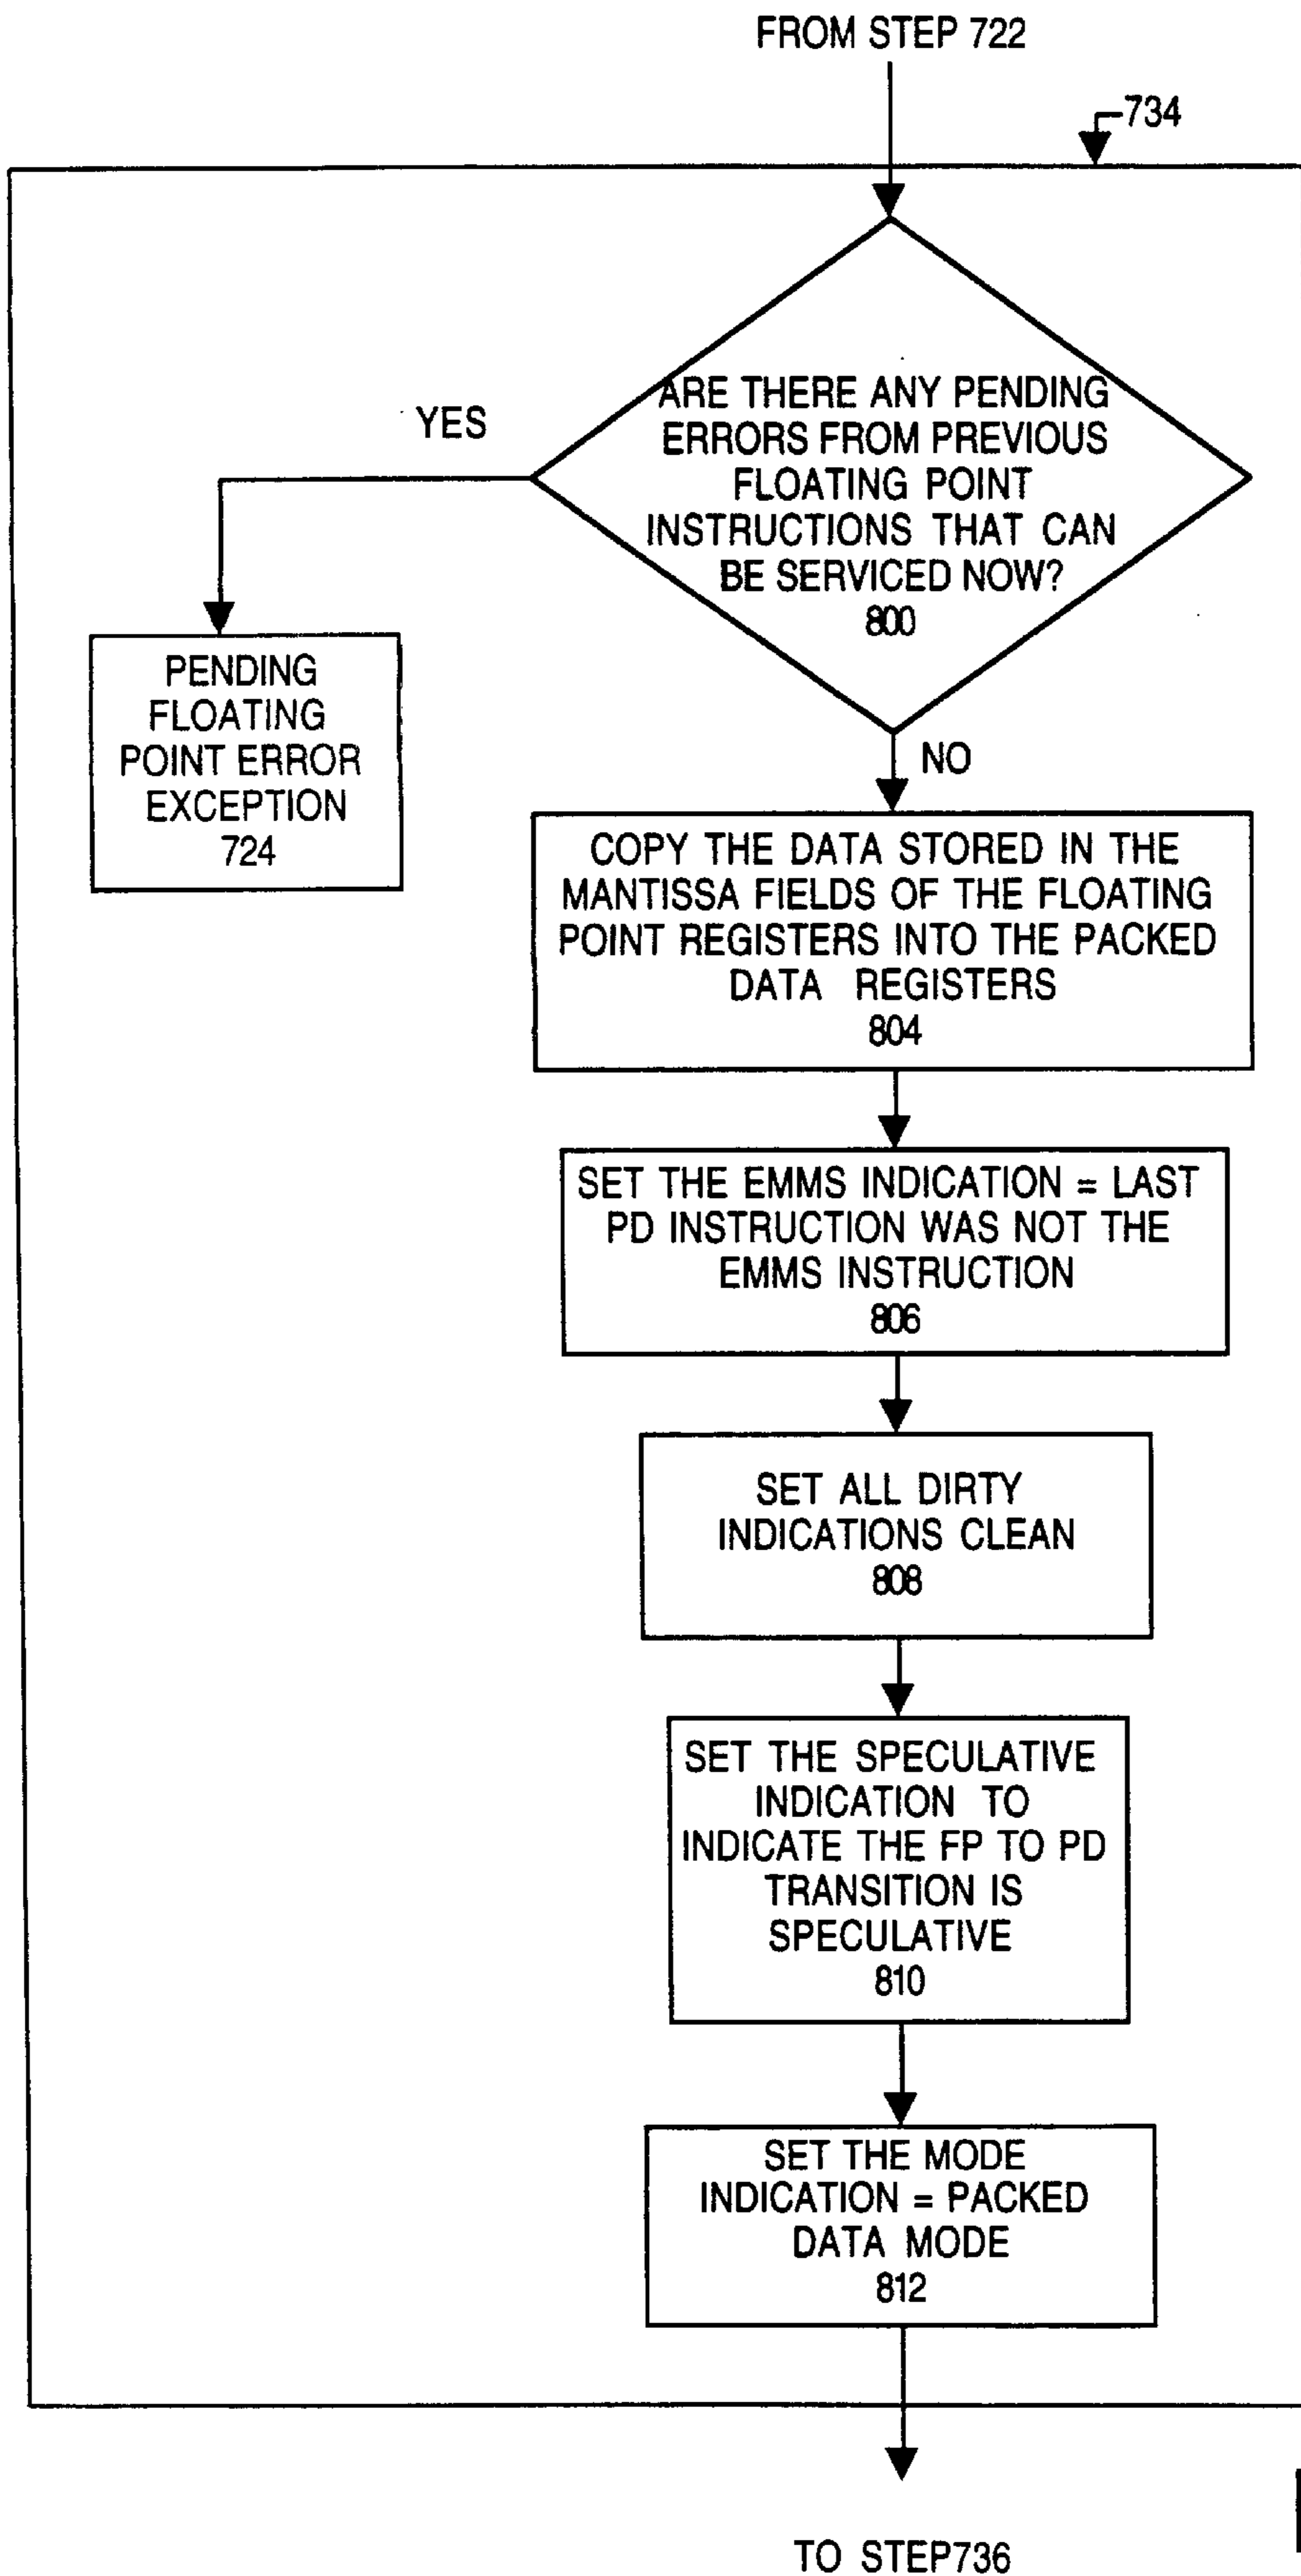 FROM STEP 722
734
ARE THERE ANY PENDING
ERRORS FROM PREVIOUS
FLOATING POINT
INSTRUCTIONS THAT CAN
BE SERVICED NOW?
800
YES
PENDING
FLOATING
POINT ERROR
EXCEPTION
724
NO
COPY THE DATA STORED IN THE
MANTISSA FIELDS OF THE FLOATING
POINT REGISTERS INTO THE PACKED
DATA REGISTERS
804
SET THE EMMS INDICATION = LAST
PD INSTRUCTION WAS NOT THE
EMMS INSTRUCTION
806
SET ALL DIRTY
INDICATIONS CLEAN
808
SET THE SPECULATIVE
INDICATION TO
INDICATE THE FP TO PD
TRANSITION IS
SPECULATIVE
810
SET THE MODE
INDICATION = PACKED
DATA MODE
812
TO STEP736